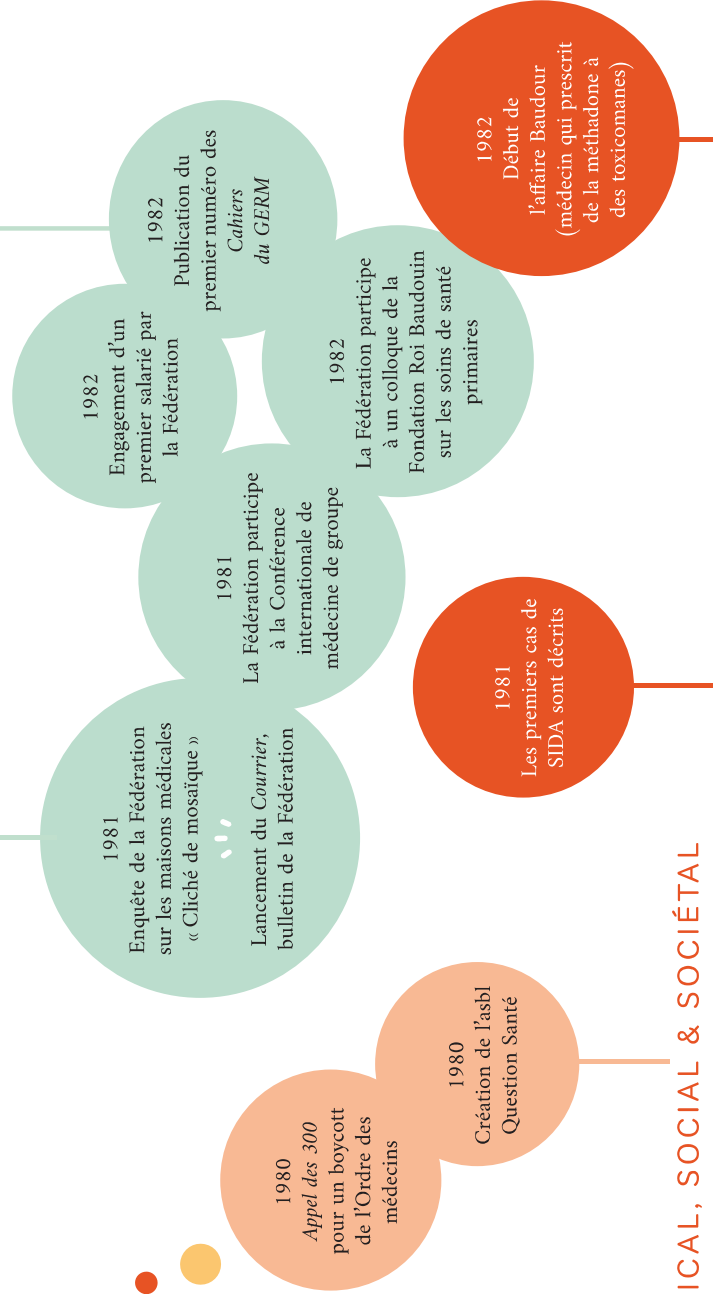 1980
Appel des 300
pour un boycott
de l’Ordre des
médecins
1980
Création de l’asbl
Question Santé
1981
Enquête de la Fédération
sur les maisons médicales
« Cliché de mosaïque »
Lancement du Courrier,
bulletin de la Fédération
1981
La Fédération participe
à la Conférence
internationale de
médecine de groupe
1981
Les premiers cas de
SIDA sont décrits
1982
Engagement d’un
premier salarié par
la Fédération
1982
La Fédération participe
à un colloque de la
Fondation Roi Baudouin
sur les soins de santé
primaires
1982
Publication du
premier numéro des
Cahiers
du GERM
1982
Début de
l’affaire Baudour
(médecin qui prescrit
de la méthadone à
des toxicomanes)
ICAL, SOCIAL & SOCIÉTAL